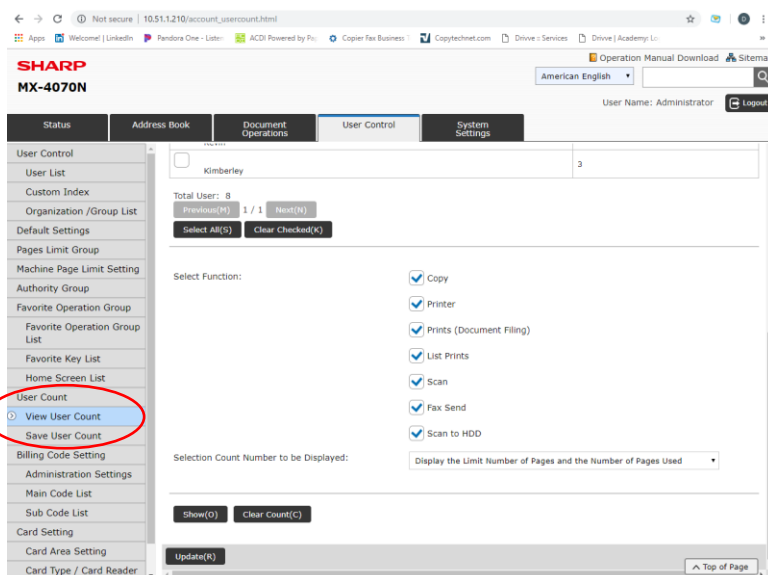 Not secure | 10.51.1.210/account_usercount.html
Apps Welcome! | LinkedIn Pandora One - Listen ACDI Powered by Pa Copier Fax Business T Copytechnet.com Drivve :: Services Drivve | Academy: Lo »
SHARP
MX-4070N
Operation Manual Download Sitema
American English
User Name: Administrator Logout
Status Address Book Document Operations User Control System Settings
User Control
User List
Custom Index
Organization /Group List
Default Settings
Pages Limit Group
Machine Page Limit Setting
Authority Group
Favorite Operation Group
Favorite Operation Group
List
Favorite Key List
Home Screen List
User Count
View User Count
Save User Count
Billing Code Setting
Administration Settings
Main Code List
Sub Code List
Card Setting
Card Area Setting
Card Type / Card Reader
Kevin
Kimberley 3
Total User: 8
Previous(M) 1 / 1 Next(N)
Select All(S) Clear Checked(K)
Select Function:
Copy
Printer
Prints (Document Filing)
List Prints
Scan
Fax Send
Scan to HDD
Selection Count Number to be Displayed: Display the Limit Number of Pages and the Number of Pages Used
Show(O) Clear Count(C)
Update(R)
Top of Page